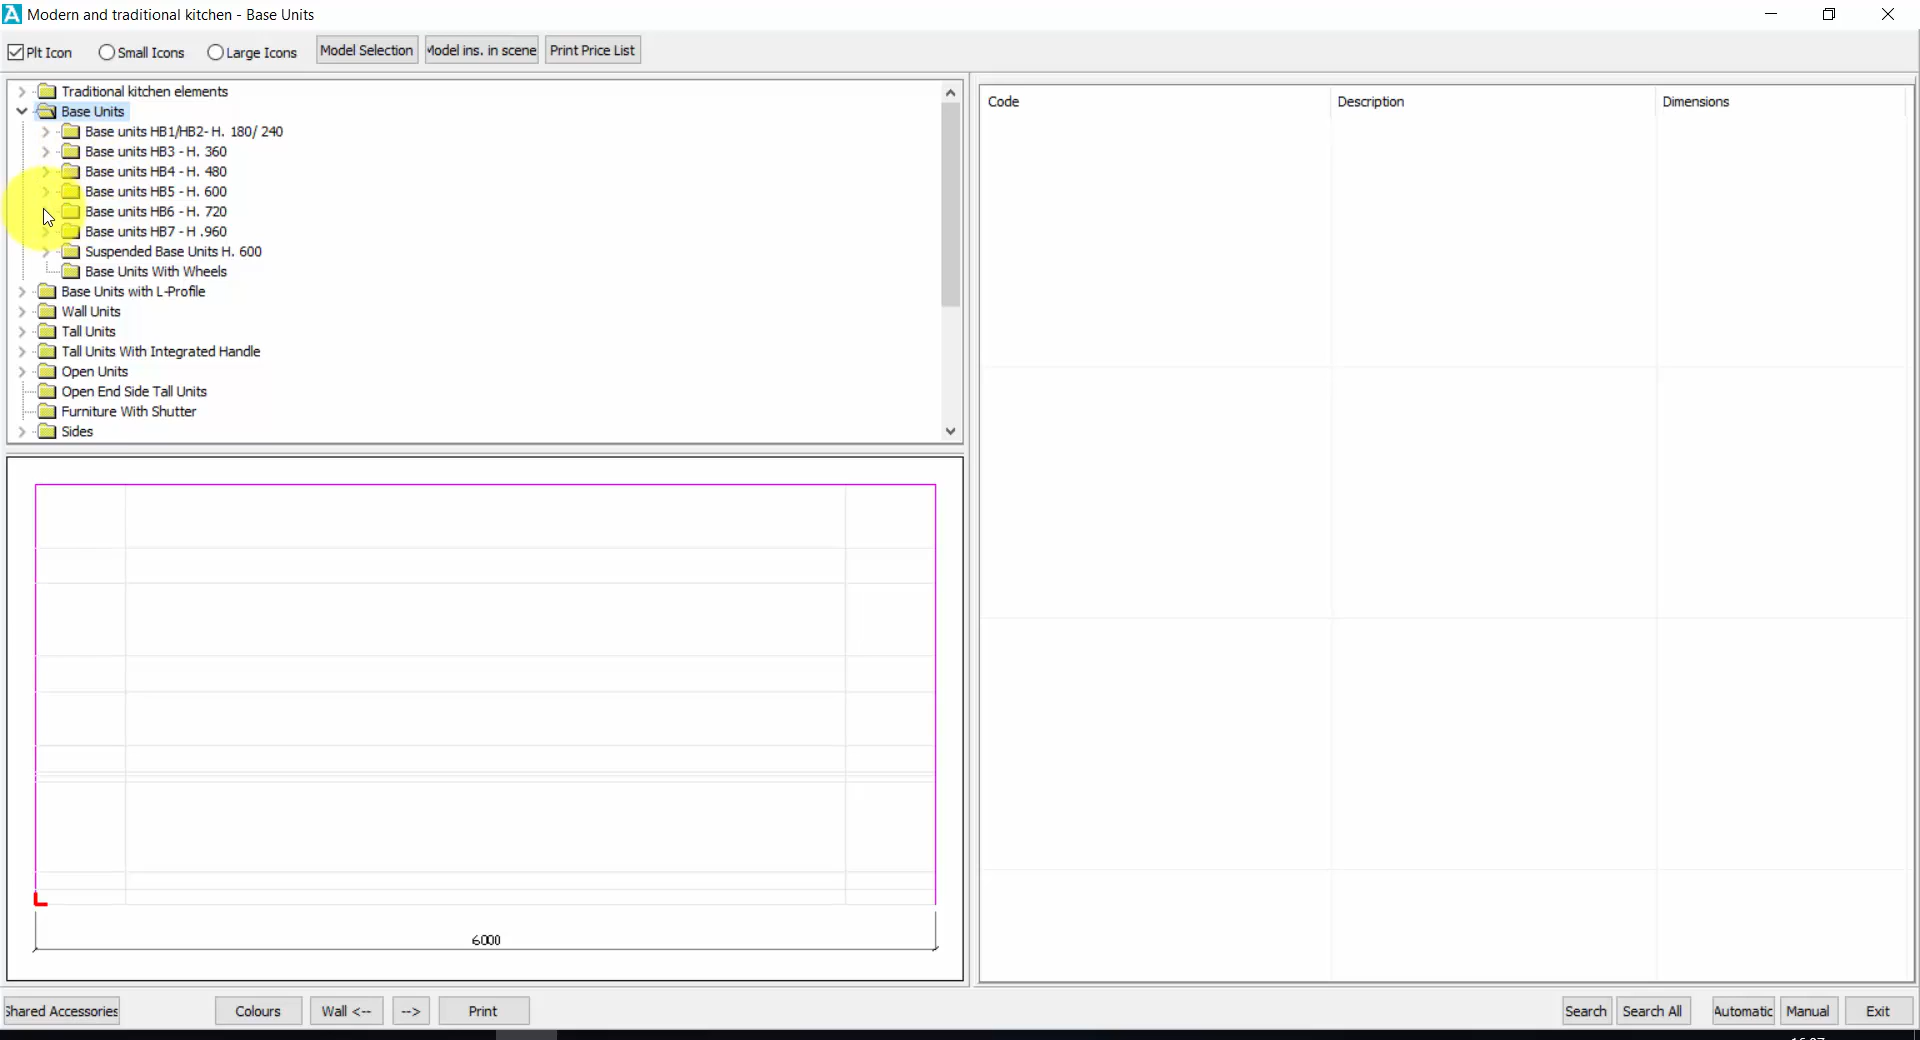 Modern and traditional kitchen - Base Units
Plt Icon Small Icons Large Icons Model Selection Model ins. in scene Print Price List
Traditional kitchen elements
Base Units
Base units HB1/HB2- H. 180/ 240
Base units HB3 - H. 360
Base units HB4 - H. 480
Base units HB5 - H. 600
Base units HB6 - H. 720
Base units HB7 - H .960
Suspended Base Units H. 600
Base Units With Wheels
Base Units with L-Profile
Wall Units
Tall Units
Tall Units With Integrated Handle
Open Units
Open End Side Tall Units
Furniture With Shutter
Sides
Code Description Dimensions
6000
Shared Accessories Colours Wall <-- --> Print Search Search All Automatic Manual Exit